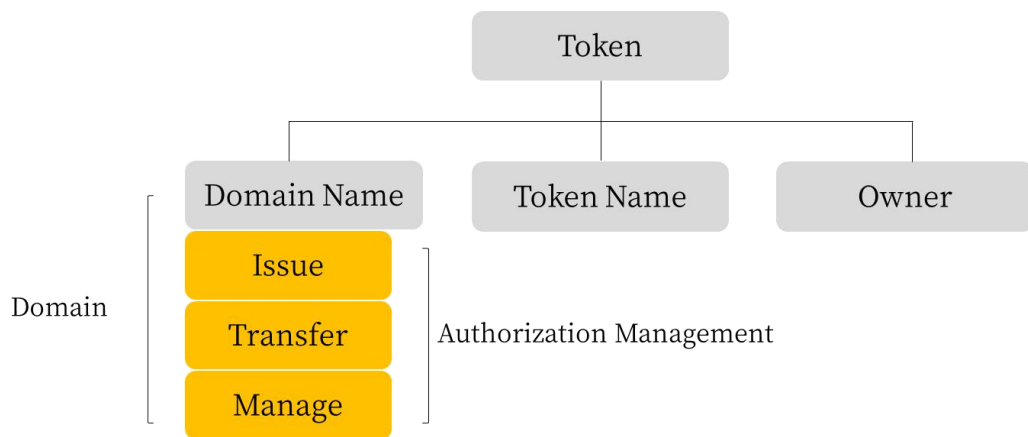 Token
Domain Name
Token Name
Owner
Issue
Transfer
Manage
Domain
Authorization Management